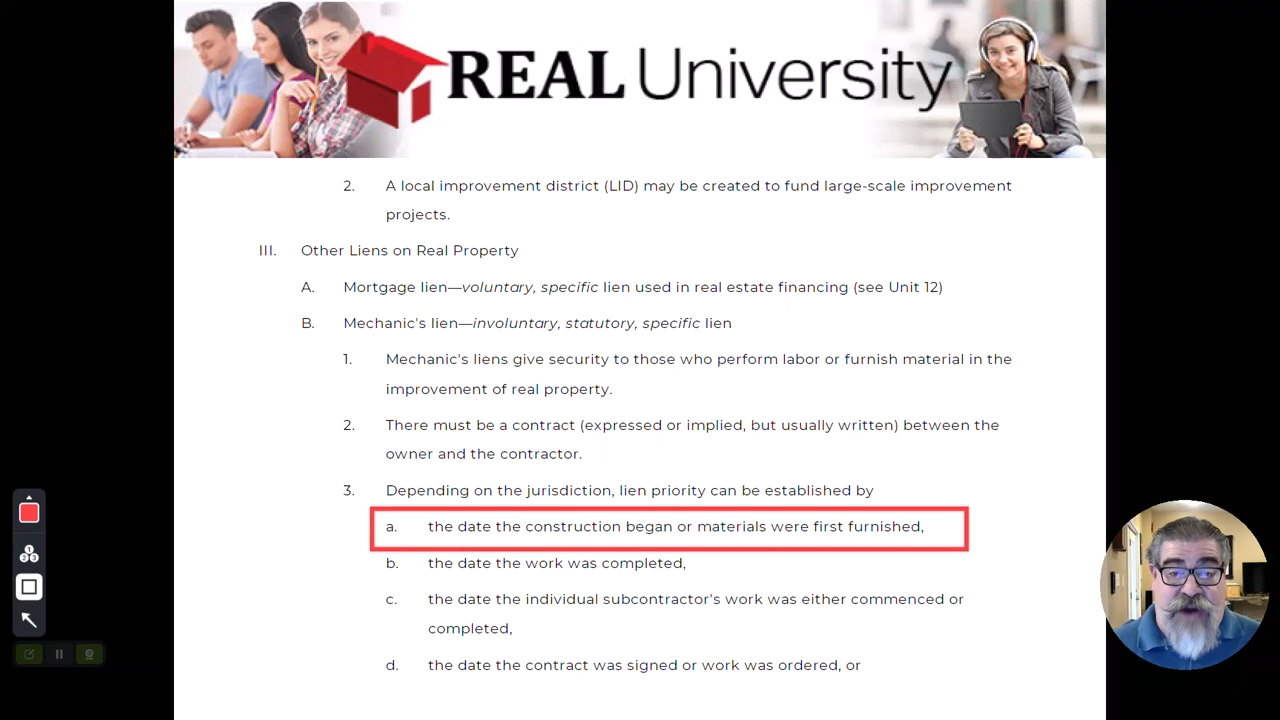 REAL University
2. A local improvement district (LID) may be created to fund large-scale improvement
projects.
III. Other Liens on Real Property
A. Mortgage lien—voluntary, specific lien used in real estate financing (see Unit 12)
B. Mechanic's lien—involuntary, statutory, specific lien
1. Mechanic's liens give security to those who perform labor or furnish material in the
improvement of real property.
2. There must be a contract (expressed or implied, but usually written) between the
owner and the contractor.
3. Depending on the jurisdiction, lien priority can be established by
a. the date the construction began or materials were first furnished,
b. the date the work was completed,
c. the date the individual subcontractor's work was either commenced or
completed,
d. the date the contract was signed or work was ordered, or